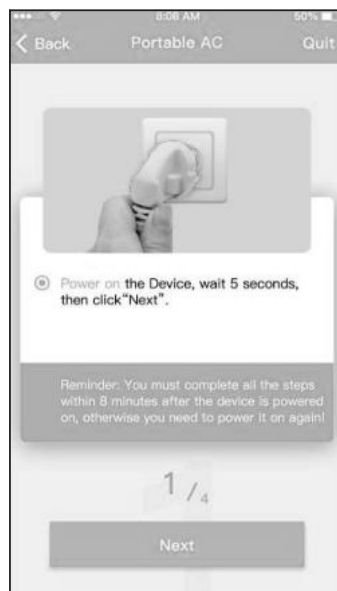 8:08 AM
50%
Back
Portable AC
Quit
Power on the Device, wait 5 seconds,
then click“Next”.
Reminder: You must complete all the steps
within 8 minutes after the device is powered
on, otherwise you need to power it on again!
1/4
Next